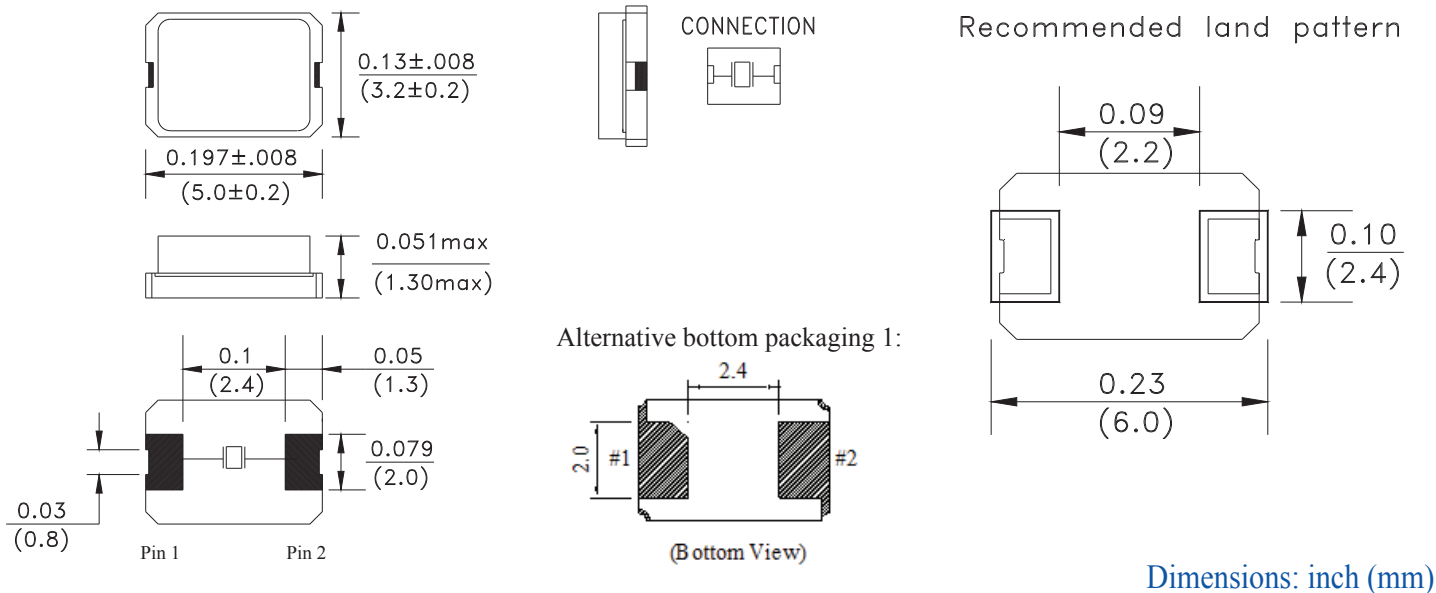 0.13±.008
(3.2±0.2)
0.197±.008
(5.0±0.2)
0.051max
(1.30max)
0.1
(2.4)
0.05
(1.3)
0.079
(2.0)
0.03
(0.8)
Pin 1
Pin 2
CONNECTION
Alternative bottom packaging 1:
2.4
2.0
#1
#2
(Bottom View)
Recommended land pattern
0.09
(2.2)
0.10
(2.4)
0.23
(6.0)
Dimensions: inch (mm)